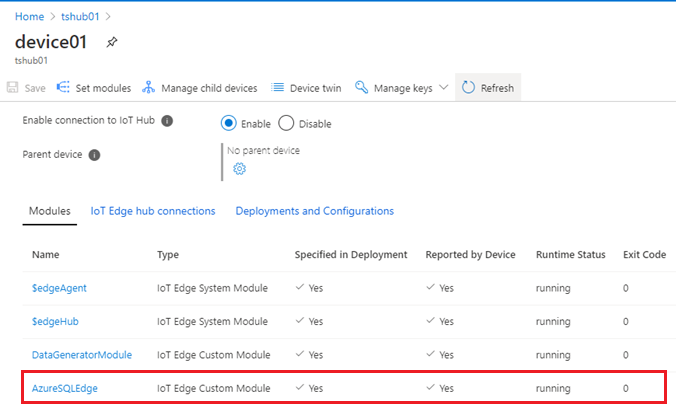 Home > tshub01 >
device01
tshub01
Save Set modules Manage child devices Device twin Manage keys Refresh
Enable connection to IoT Hub Enable Disable
Parent device No parent device
Modules IoT Edge hub connections Deployments and Configurations
Name Type Specified in Deployment Reported by Device Runtime Status Exit Code
$edgeAgent IoT Edge System Module Yes Yes running 0
$edgeHub IoT Edge System Module Yes Yes running 0
DataGeneratorModule IoT Edge Custom Module Yes Yes running 0
AzureSQLEdge IoT Edge Custom Module Yes Yes running 0